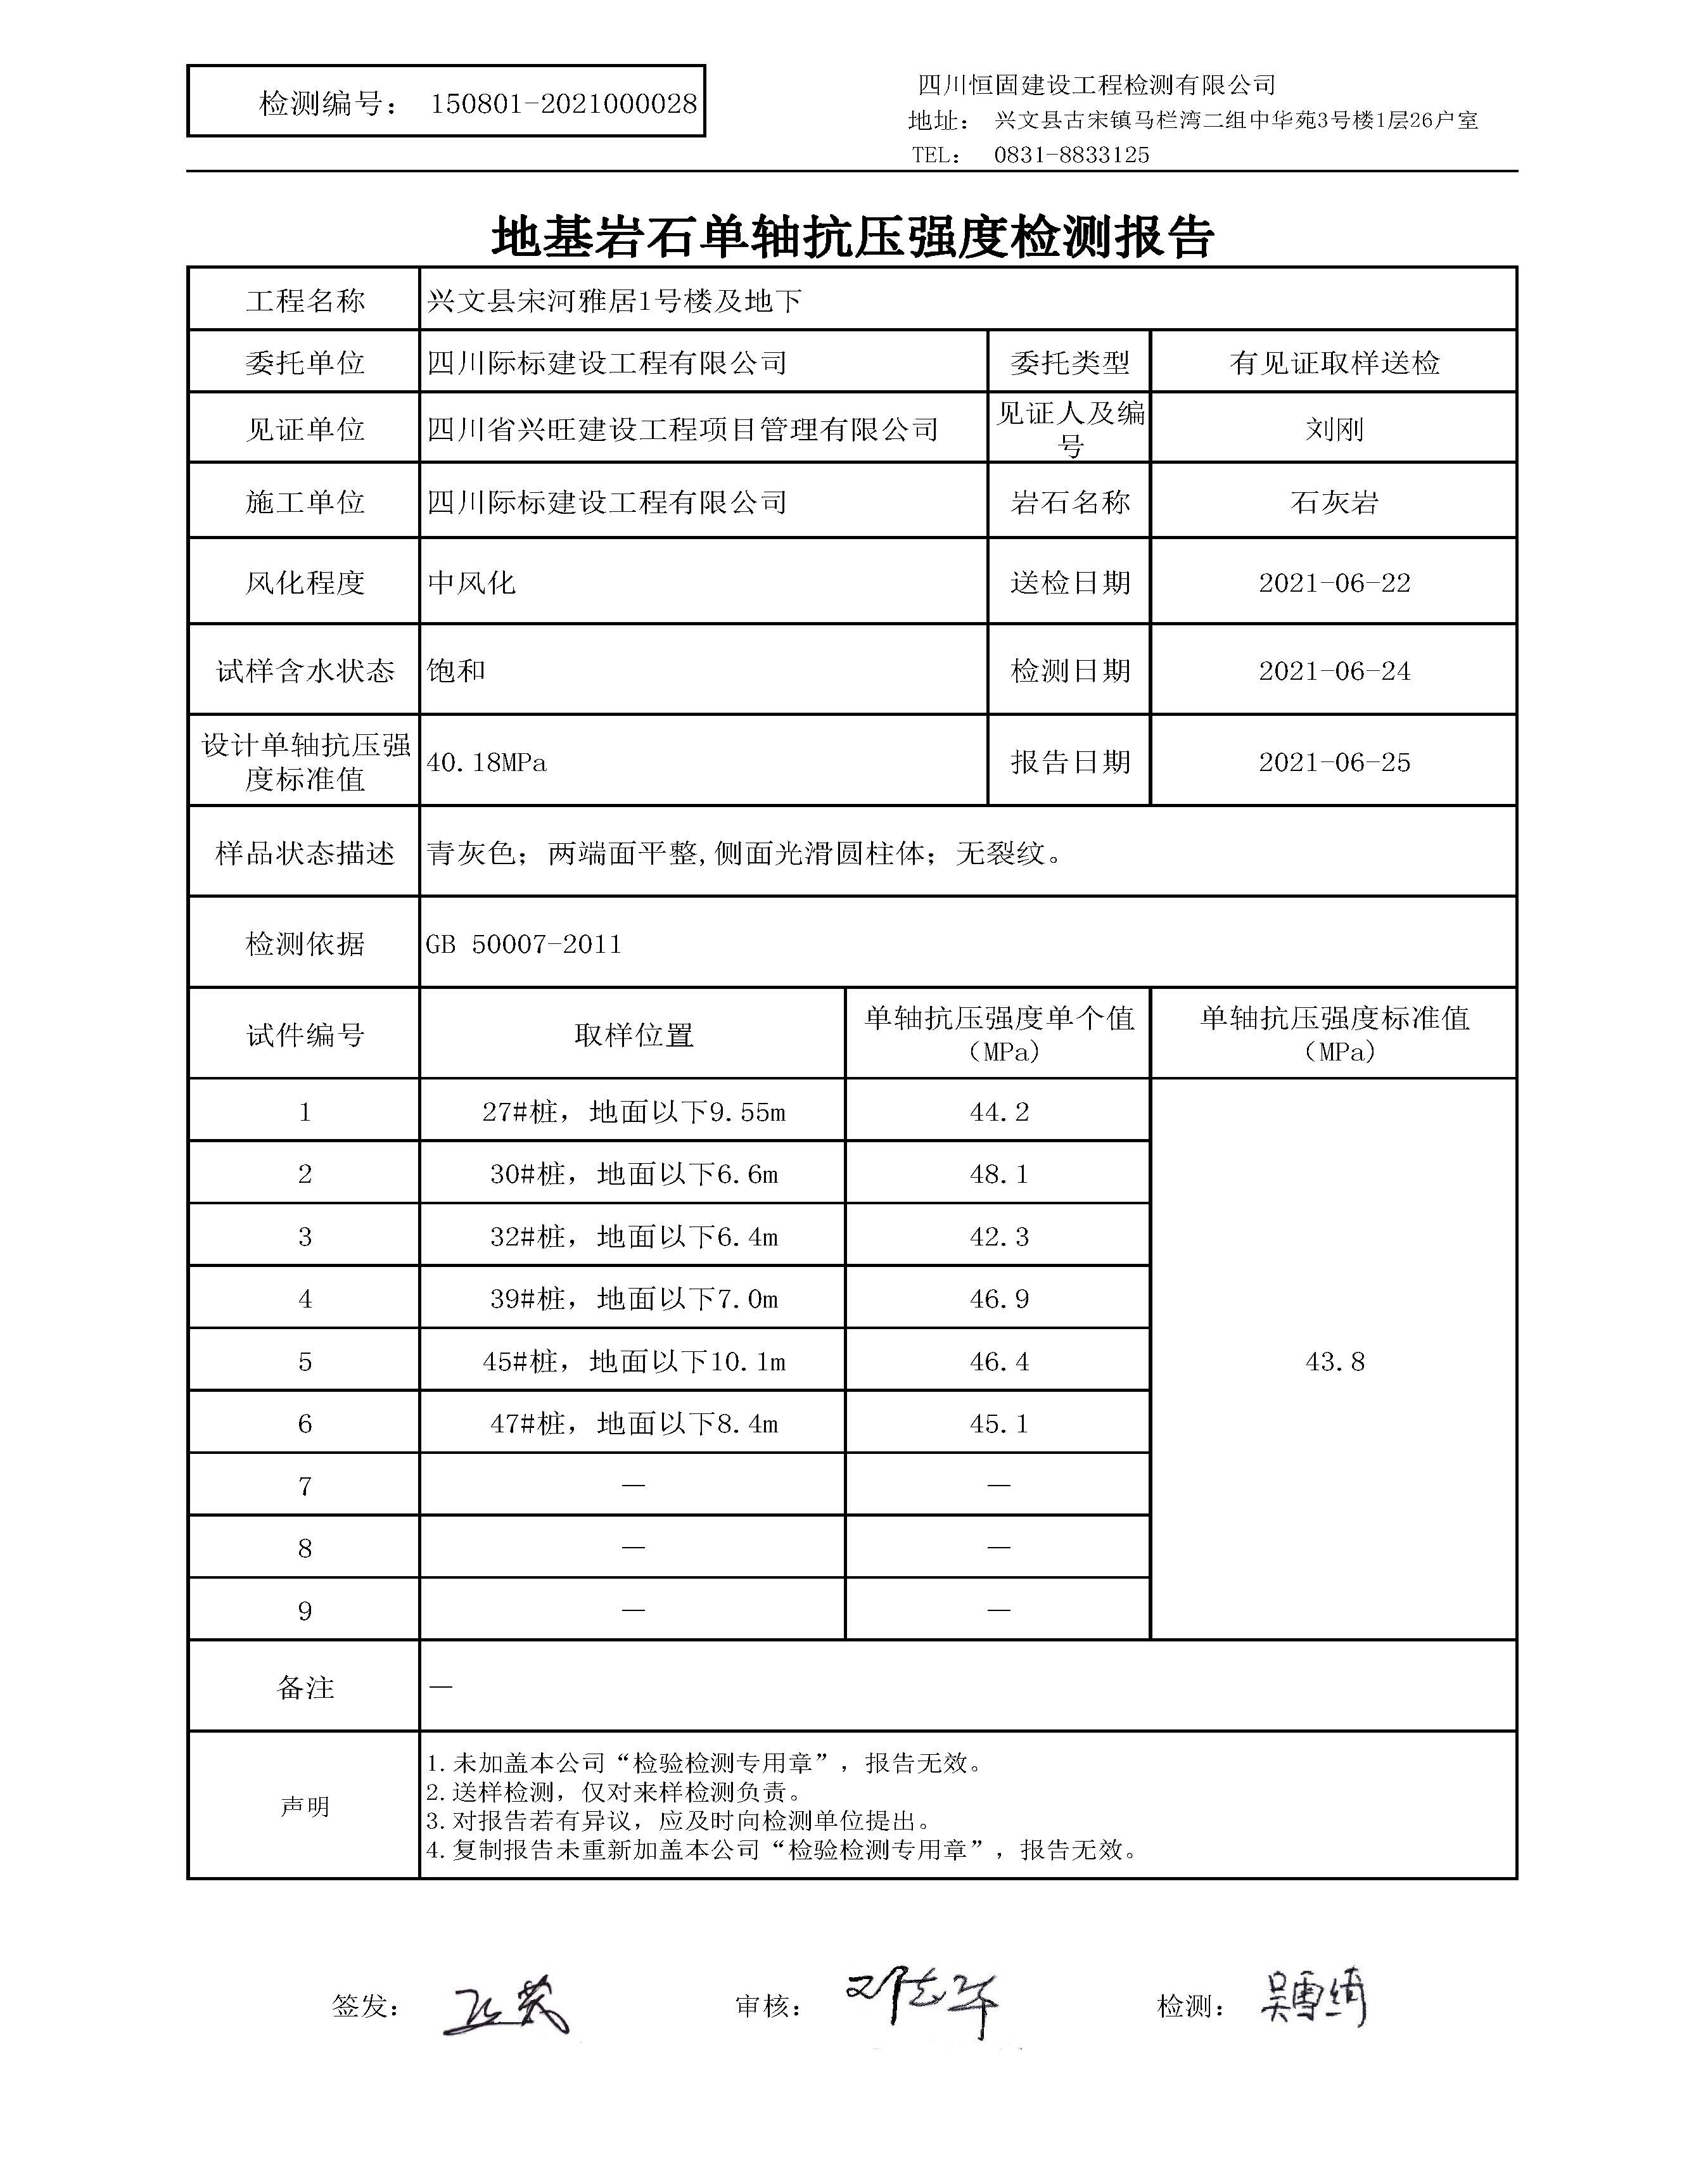 检测编号： 150801-2021000028
四川恒固建设工程检测有限公司
地址： 兴文县古宋镇马栏湾二组中华苑3号楼1层26户室
TEL： 0831-8833125
地基岩石单轴抗压强度检测报告
工程名称 兴文县宋河雅居1号楼及地下
委托单位 四川际标建设工程有限公司 委托类型 有见证取样送检
见证单位 四川省兴旺建设工程项目管理有限公司 见证人及编号 刘刚
施工单位 四川际标建设工程有限公司 岩石名称 石灰岩
风化程度 中风化 送检日期 2021-06-22
试样含水状态 饱和 检测日期 2021-06-24
设计单轴抗压强度标准值 40.18MPa 报告日期 2021-06-25
样品状态描述 青灰色；两端面平整,侧面光滑圆柱体；无裂纹。
检测依据 GB 50007-2011
试件编号 取样位置 单轴抗压强度单个值（MPa） 单轴抗压强度标准值（MPa）
1 27#桩，地面以下9.55m 44.2
2 30#桩，地面以下6.6m 48.1
3 32#桩，地面以下6.4m 42.3
4 39#桩，地面以下7.0m 46.9
5 45#桩，地面以下10.1m 46.4 43.8
6 47#桩，地面以下8.4m 45.1
7 — —
8 — —
9 — —
备注 —
声明
1.未加盖本公司“检验检测专用章”，报告无效。
2.送样检测，仅对来样检测负责。
3.对报告若有异议，应及时向检测单位提出。
4.复制报告未重新加盖本公司“检验检测专用章”，报告无效。
签发： 审核： 邓志华 检测： 吴雪绮